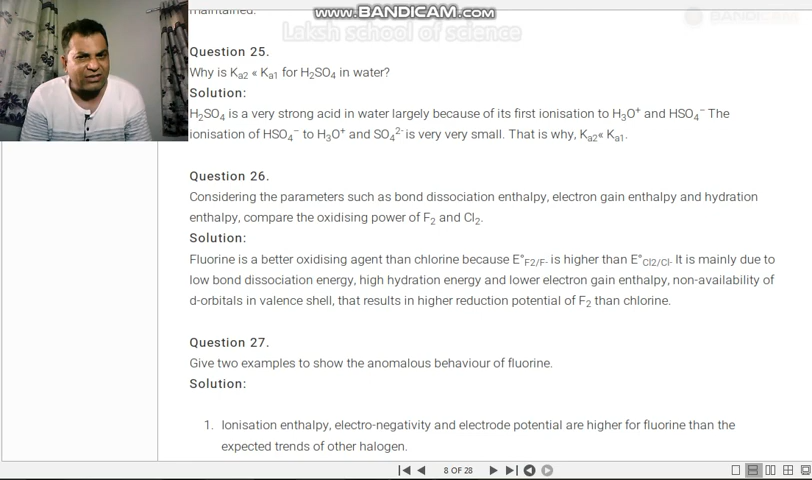 maintained.
WWW.BANDICAM.COM
BANDICAM
Laksh school of science
Question 25.
Why is Ka2 « Ka1 for H2SO4 in water?
Solution:
H2SO4 is a very strong acid in water largely because of its first ionisation to H3O+ and HSO4– The
ionisation of HSO4– to H3O+ and SO42- is very very small. That is why, Ka2« Ka1.
Question 26.
Considering the parameters such as bond dissociation enthalpy, electron gain enthalpy and hydration
enthalpy, compare the oxidising power of F2 and Cl2.
Solution:
Fluorine is a better oxidising agent than chlorine because E°F2/F- is higher than E°Cl2/Cl- It is mainly due to
low bond dissociation energy, high hydration energy and lower electron gain enthalpy, non-availability of
d-orbitals in valence shell, that results in higher reduction potential of F2 than chlorine.
Question 27.
Give two examples to show the anomalous behaviour of fluorine.
Solution:
1. Ionisation enthalpy, electro-negativity and electrode potential are higher for fluorine than the
expected trends of other halogen.
8 OF 28